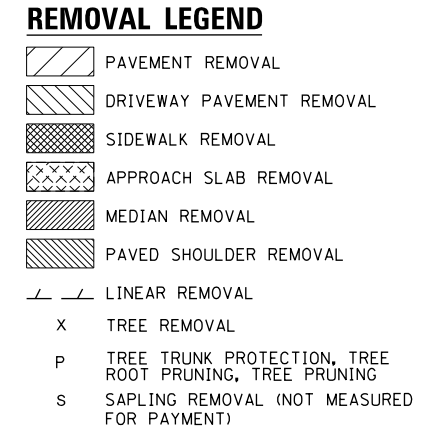 REMOVAL LEGEND
PAVEMENT REMOVAL
DRIVEWAY PAVEMENT REMOVAL
SIDEWALK REMOVAL
APPROACH SLAB REMOVAL
MEDIAN REMOVAL
PAVED SHOULDER REMOVAL
LINEAR REMOVAL
X TREE REMOVAL
P TREE TRUNK PROTECTION, TREE
ROOT PRUNING, TREE PRUNING
S SAPLING REMOVAL (NOT MEASURED
FOR PAYMENT)